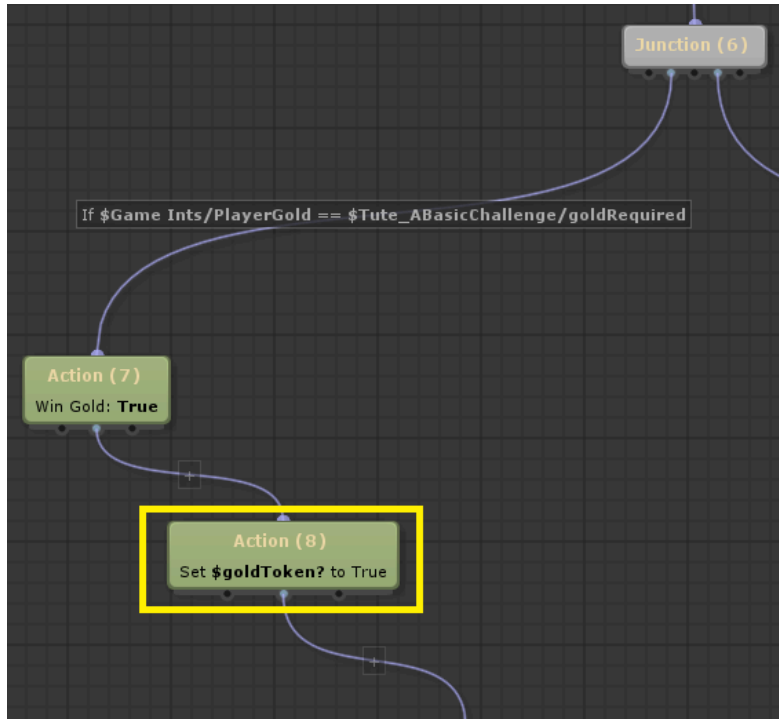 Junction (6)
If $Game Ints/PlayerGold == $Tute_ABasicChallenge/goldRequired
Action (7)
Win Gold: True
+
Action (8)
Set $goldToken? to True
+